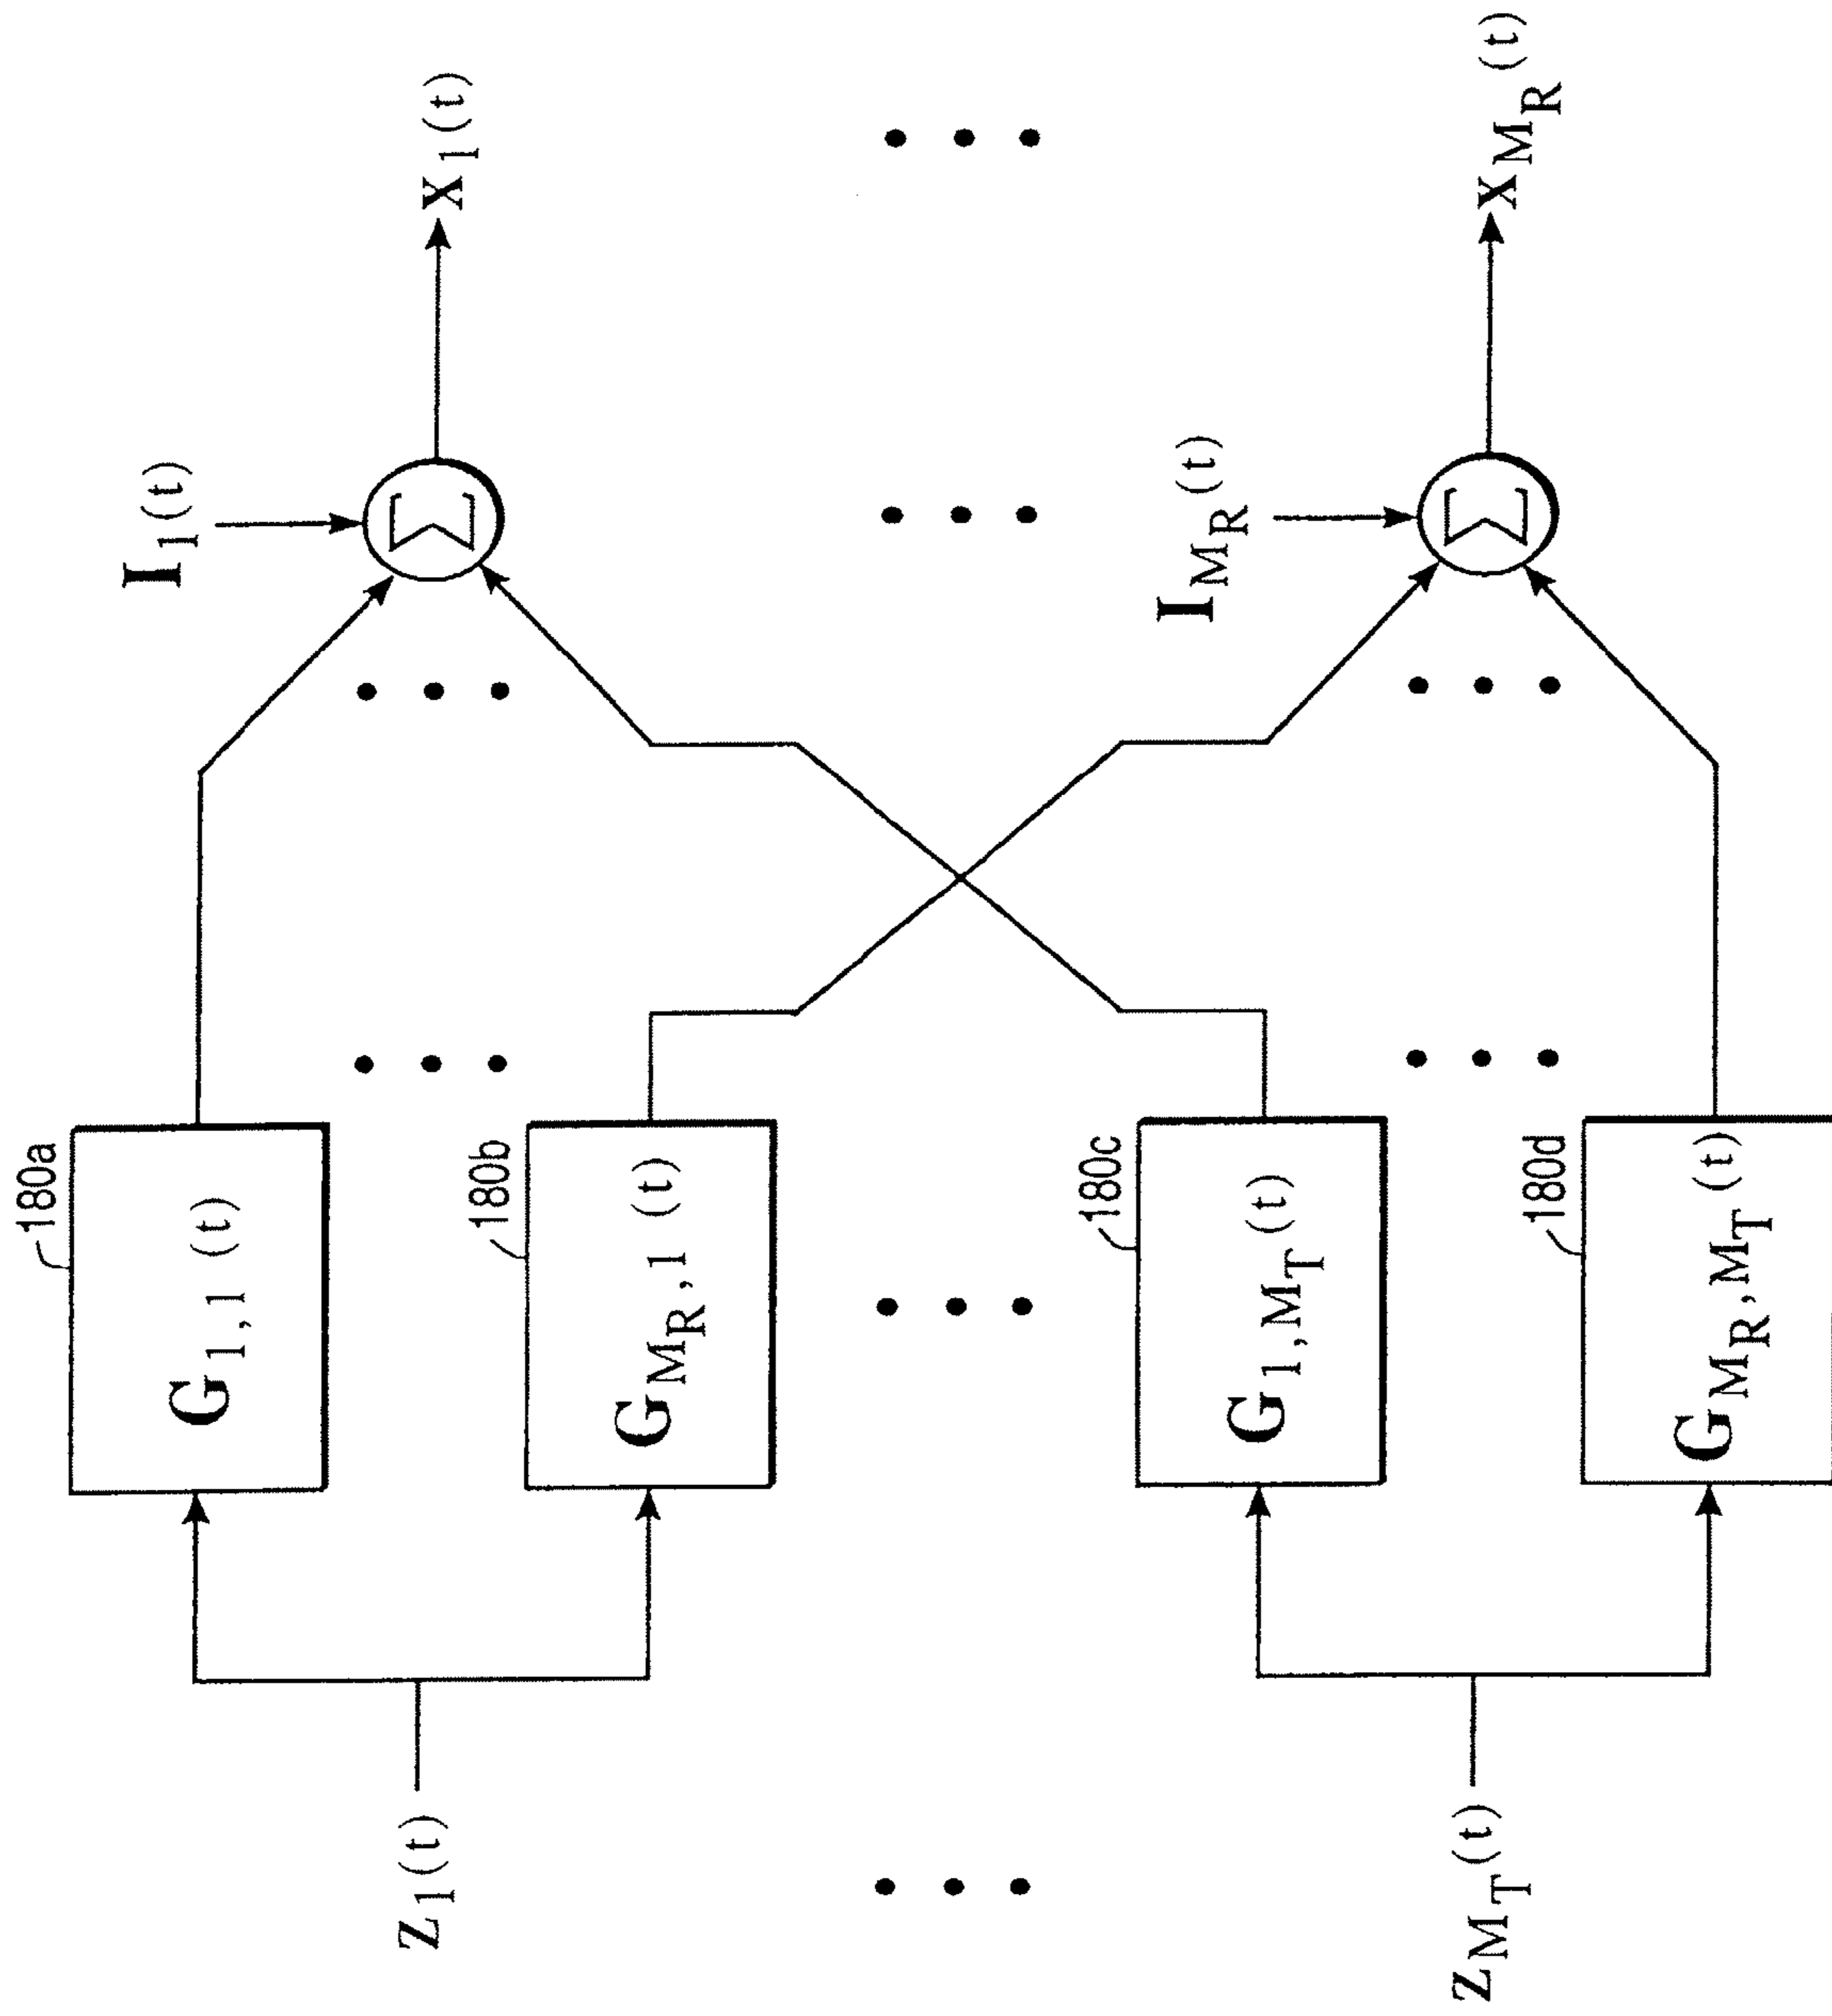 180a
G1,1(t)
I1(t)
x1(t)
z1(t)
180b
GMR,1(t)
180c
G1,MT(t)
IMR(t)
xMR(t)
zMT(t)
180d
GMR,MT(t)
Σ
Σ